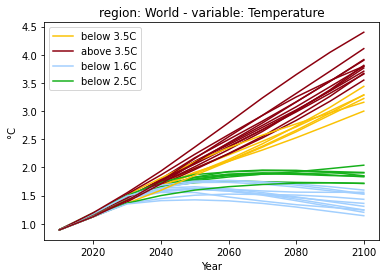 region: World - variable: Temperature
4.5
4.0
3.5
3.0
2.5
2.0
1.5
1.0
°C
below 3.5C
above 3.5C
below 1.6C
below 2.5C
2020 2040 2060 2080 2100
Year